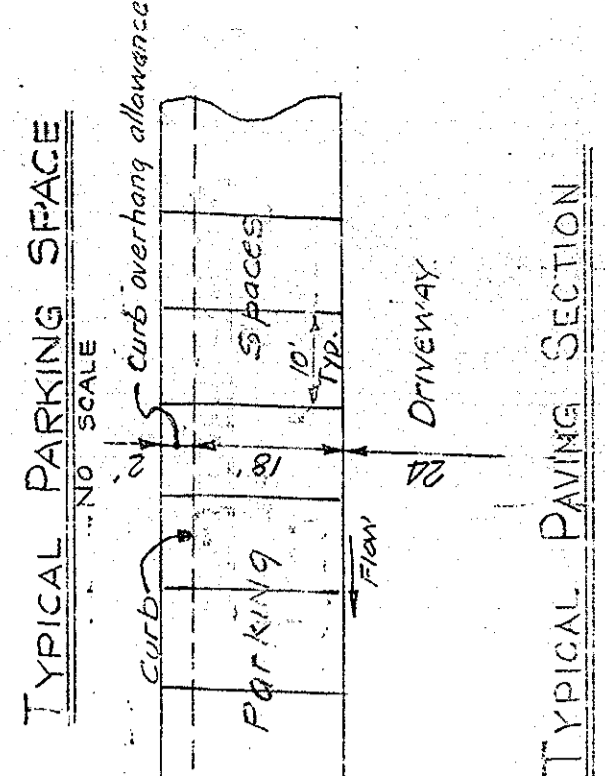 TYPICAL PARKING SPACE
NO SCALE
Curb overhang allowance
Curb
2'
18'
24
Parking Spaces
10'
Typ.
Flow
Driveway
TYPICAL PAVING SECTION